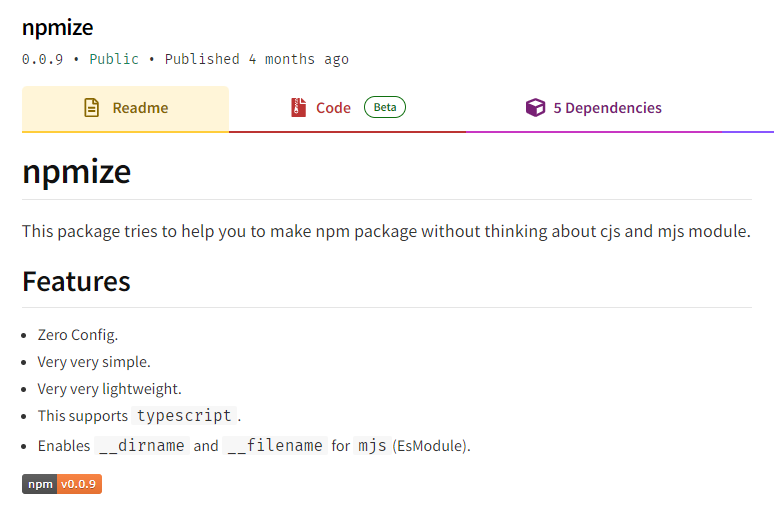 npmize
0.0.9 • Public • Published 4 months ago
Readme
Code Beta
5 Dependencies
npmize
This package tries to help you to make npm package without thinking about cjs and mjs module.
Features
• Zero Config.
• Very very simple.
• Very very lightweight.
• This supports typescript .
• Enables __dirname and __filename for mjs (EsModule).
npm v0.0.9